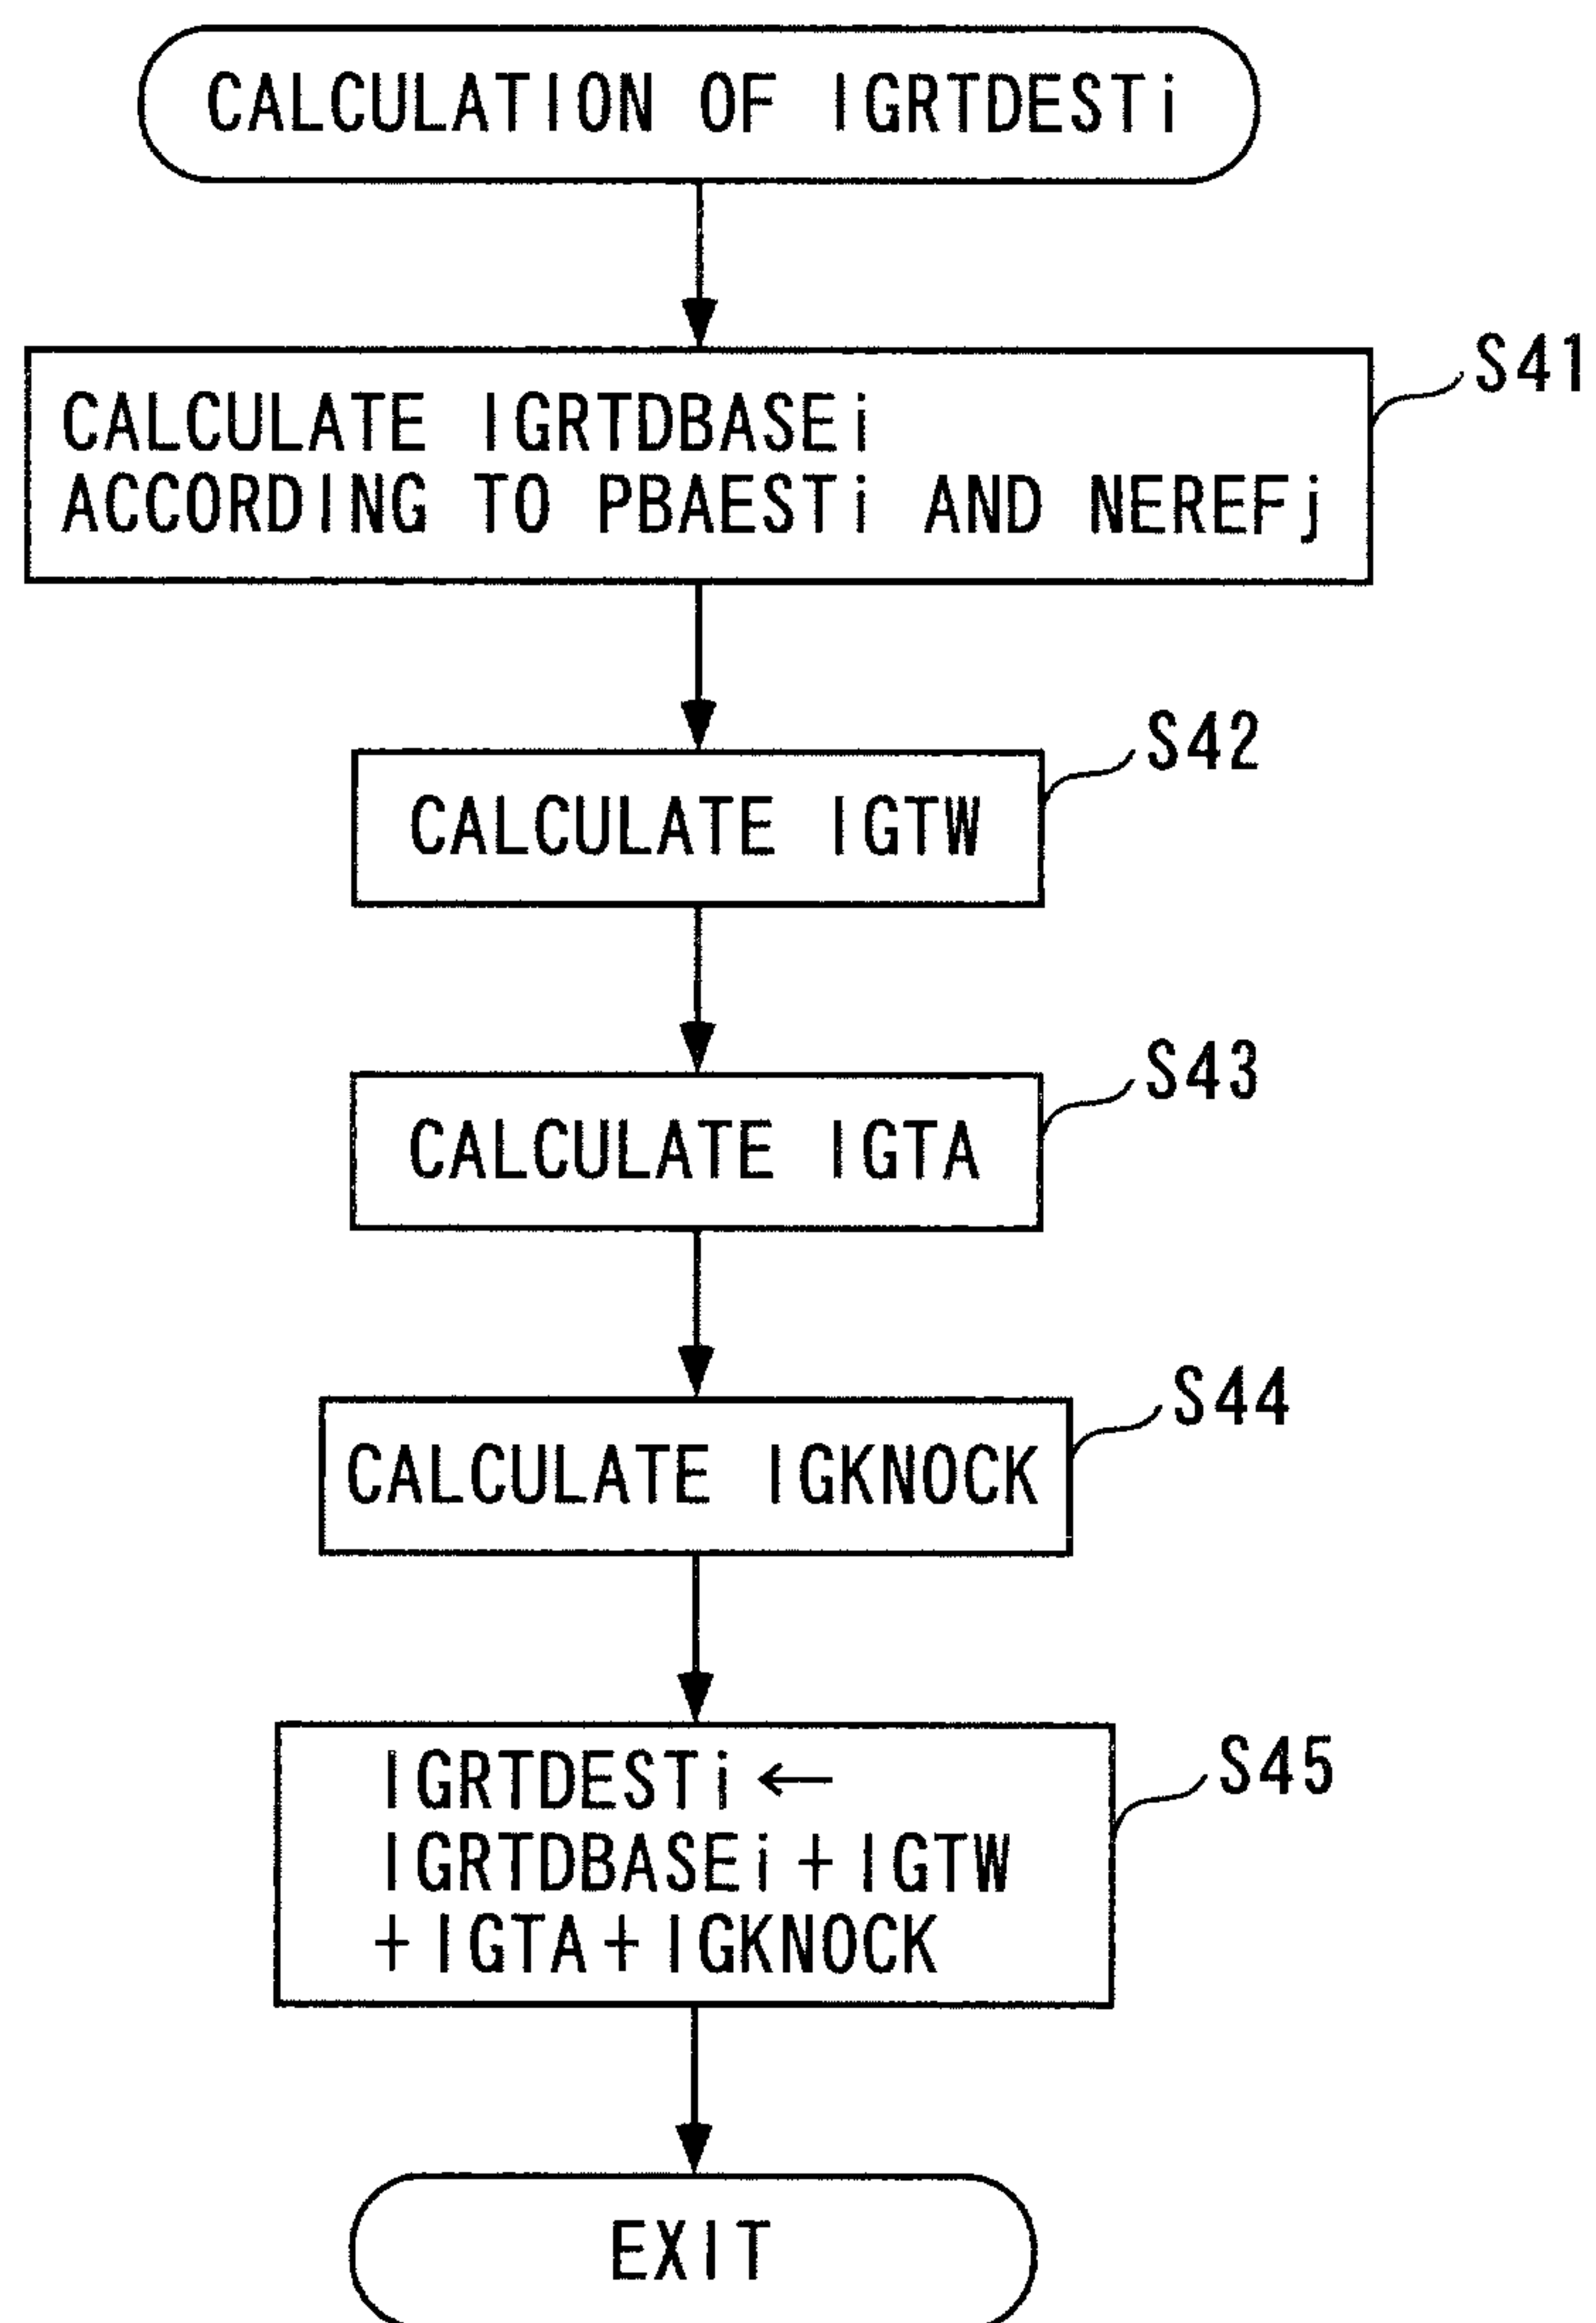 CALCULATION OF IGRTDESTi
S41
CALCULATE IGRTDBASEi
ACCORDING TO PBAESTi AND NEREFj
S42
CALCULATE IGTW
S43
CALCULATE IGTA
S44
CALCULATE IGKNOCK
S45
IGRTDESTi ←
IGRTDBASEi + IGTW
+ IGTA + IGKNOCK
EXIT